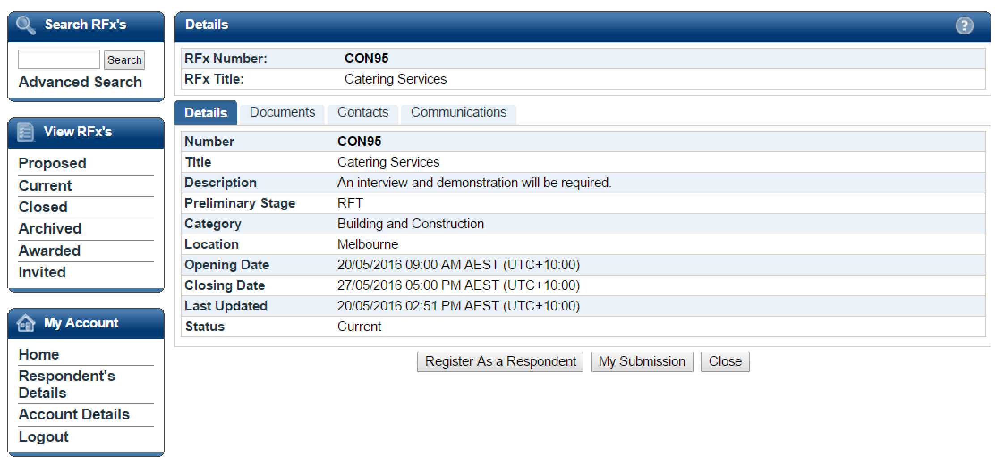 Search RFx's
Search
Advanced Search
View RFx's
Proposed
Current
Closed
Archived
Awarded
Invited
My Account
Home
Respondent's
Details
Account Details
Logout
Details
?
RFx Number: CON95
RFx Title: Catering Services
Details Documents Contacts Communications
Number CON95
Title Catering Services
Description An interview and demonstration will be required.
Preliminary Stage RFT
Category Building and Construction
Location Melbourne
Opening Date 20/05/2016 09:00 AM AEST (UTC+10:00)
Closing Date 27/05/2016 05:00 PM AEST (UTC+10:00)
Last Updated 20/05/2016 02:51 PM AEST (UTC+10:00)
Status Current
Register As a Respondent My Submission Close